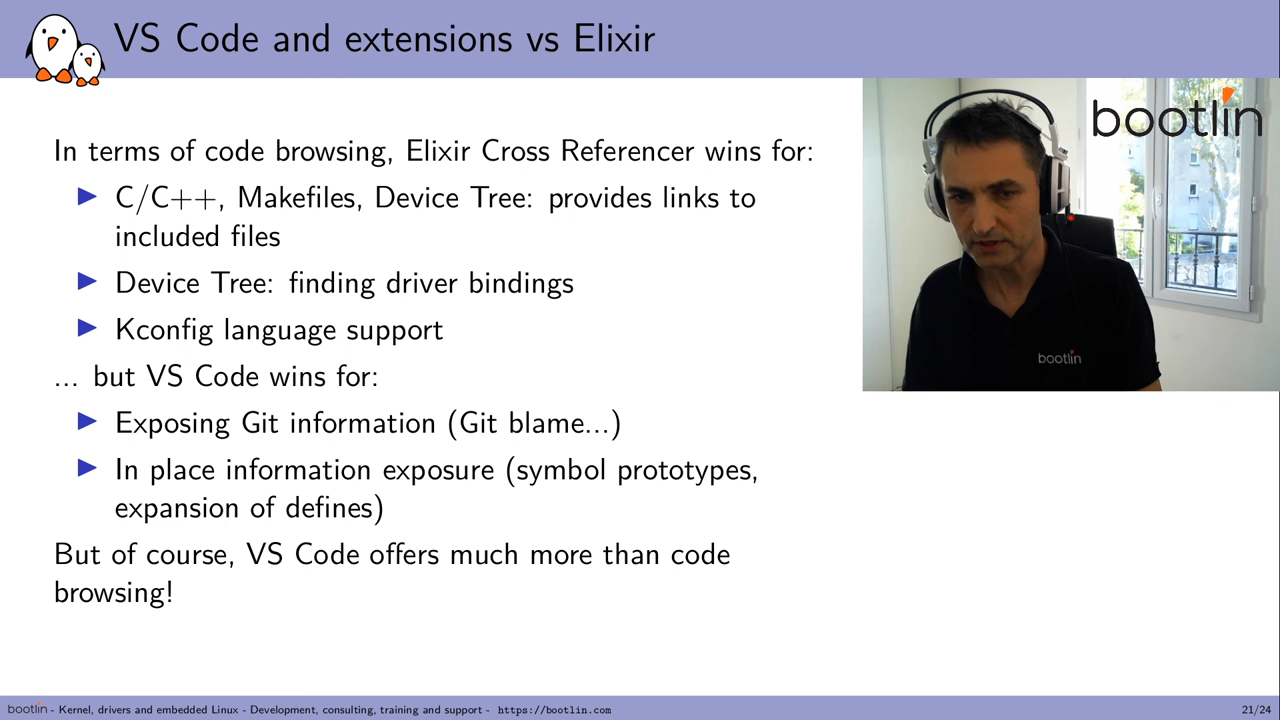 VS Code and extensions vs Elixir
bootlin
In terms of code browsing, Elixir Cross Referencer wins for:
C/C++, Makefiles, Device Tree: provides links to
included files
Device Tree: finding driver bindings
Kconfig language support
... but VS Code wins for:
bootlin
Exposing Git information (Git blame...)
In place information exposure (symbol prototypes,
expansion of defines)
But of course, VS Code offers much more than code
browsing!
bootlin - Kernel, drivers and embedded Linux - Development, consulting, training and support - https://bootlin.com
21/24